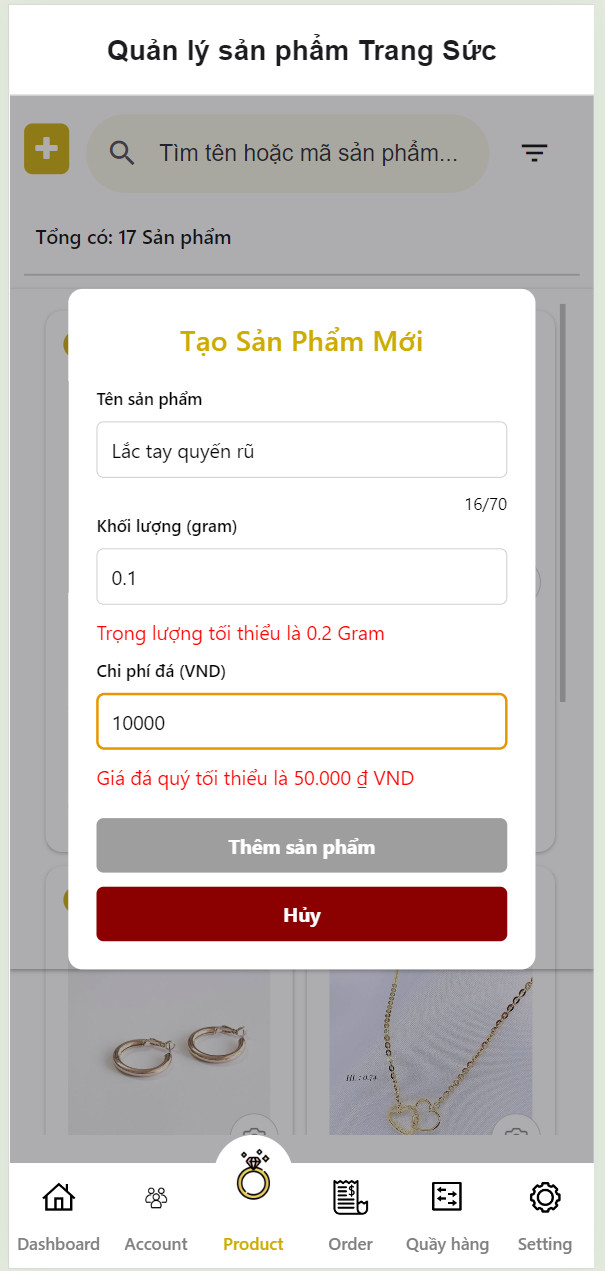 Quản lý sản phẩm Trang Sức
Tìm tên hoặc mã sản phẩm...
Tổng có: 17 Sản phẩm
Tạo Sản Phẩm Mới
Tên sản phẩm
Lắc tay quyến rũ
16/70
Khối lượng (gram)
0.1
Trọng lượng tối thiểu là 0.2 Gram
Chi phí đá (VND)
10000
Giá đá quý tối thiểu là 50.000 ₫ VND
Thêm sản phẩm
Hủy
HL : 0.74
Dashboard Account Product Order Quầy hàng Setting